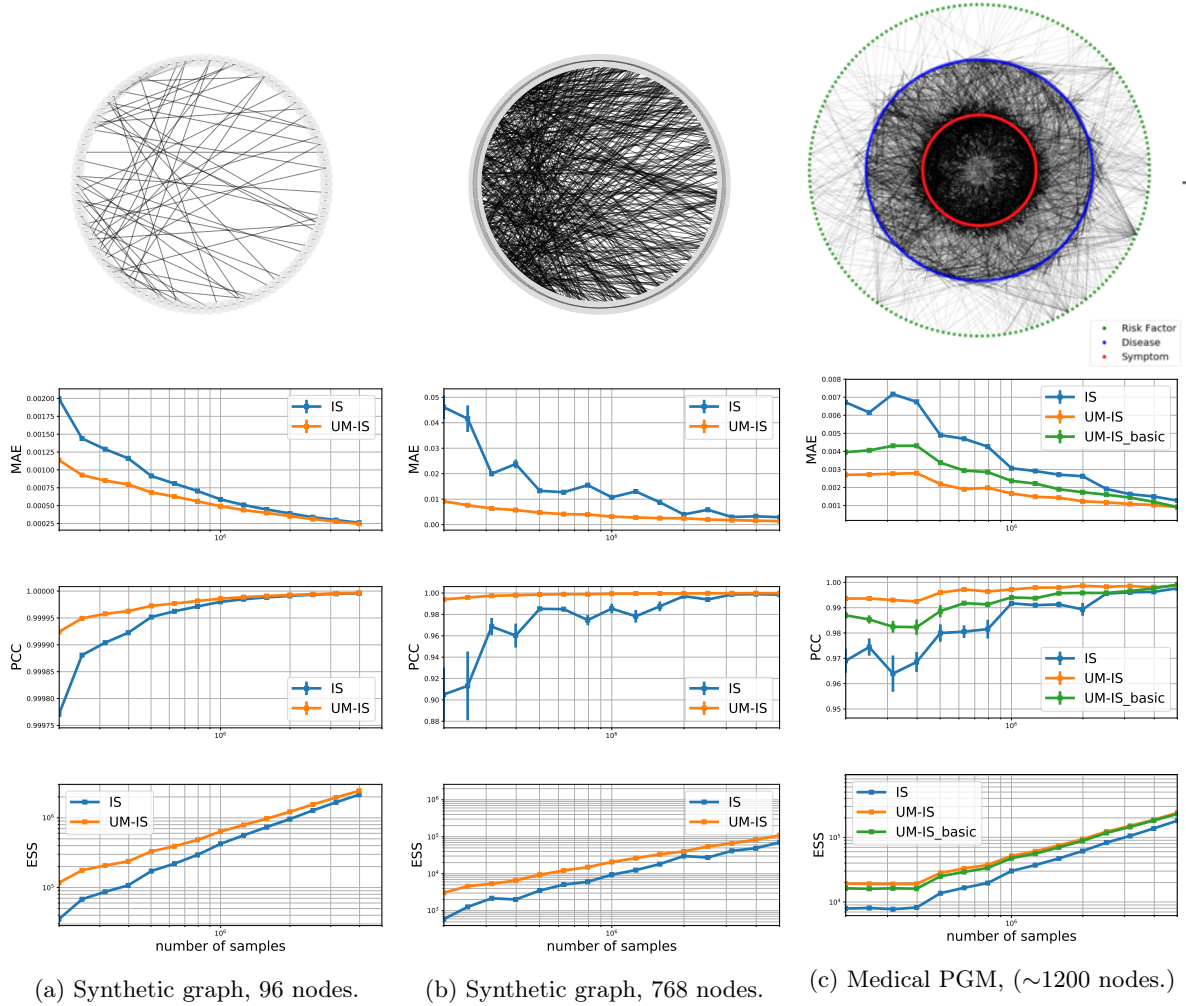 Risk Factor
Disease
Symptom
0.00200
0.00175
0.00150
0.00125
0.00100
0.00075
0.00050
0.00025
MAE
IS
UM-IS
10⁶
0.05
0.04
0.03
0.02
0.01
0.00
MAE
IS
UM-IS
10⁶
0.008
0.007
0.006
0.005
0.004
0.003
0.002
0.001
MAE
IS
UM-IS
UM-IS_basic
10⁶
1.00000
0.99995
0.99990
0.99985
0.99980
0.99975
PCC
IS
UM-IS
10⁶
1.00
0.98
0.96
0.94
0.92
0.90
0.88
PCC
IS
UM-IS
10⁶
1.00
0.99
0.98
0.97
0.96
0.95
PCC
IS
UM-IS
UM-IS_basic
10⁶
10⁶
10⁵
ESS
IS
UM-IS
10⁶
number of samples
10⁶
10⁵
10⁴
10³
ESS
IS
UM-IS
10⁶
number of samples
10⁵
10⁴
ESS
IS
UM-IS
UM-IS_basic
10⁶
number of samples
(a) Synthetic graph, 96 nodes.
(b) Synthetic graph, 768 nodes.
(c) Medical PGM, (∼1200 nodes.)